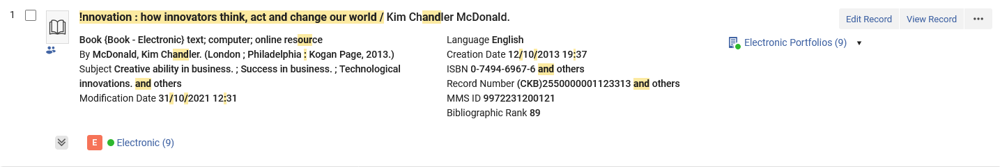 1
!nnovation : how innovators think, act and change our world / Kim Chandler McDonald.
Edit Record
View Record
Book {Book - Electronic} text; computer; online resource
By McDonald, Kim Chandler. (London ; Philadelphia : Kogan Page, 2013.)
Subject Creative ability in business. ; Success in business. ; Technological
innovations. and others
Modification Date 31/10/2021 12:31
Language English
Creation Date 12/10/2013 19:37
ISBN 0-7494-6967-6 and others
Record Number (CKB)2550000001123313 and others
MMS ID 9972231200121
Bibliographic Rank 89
Electronic Portfolios (9)
E Electronic (9)